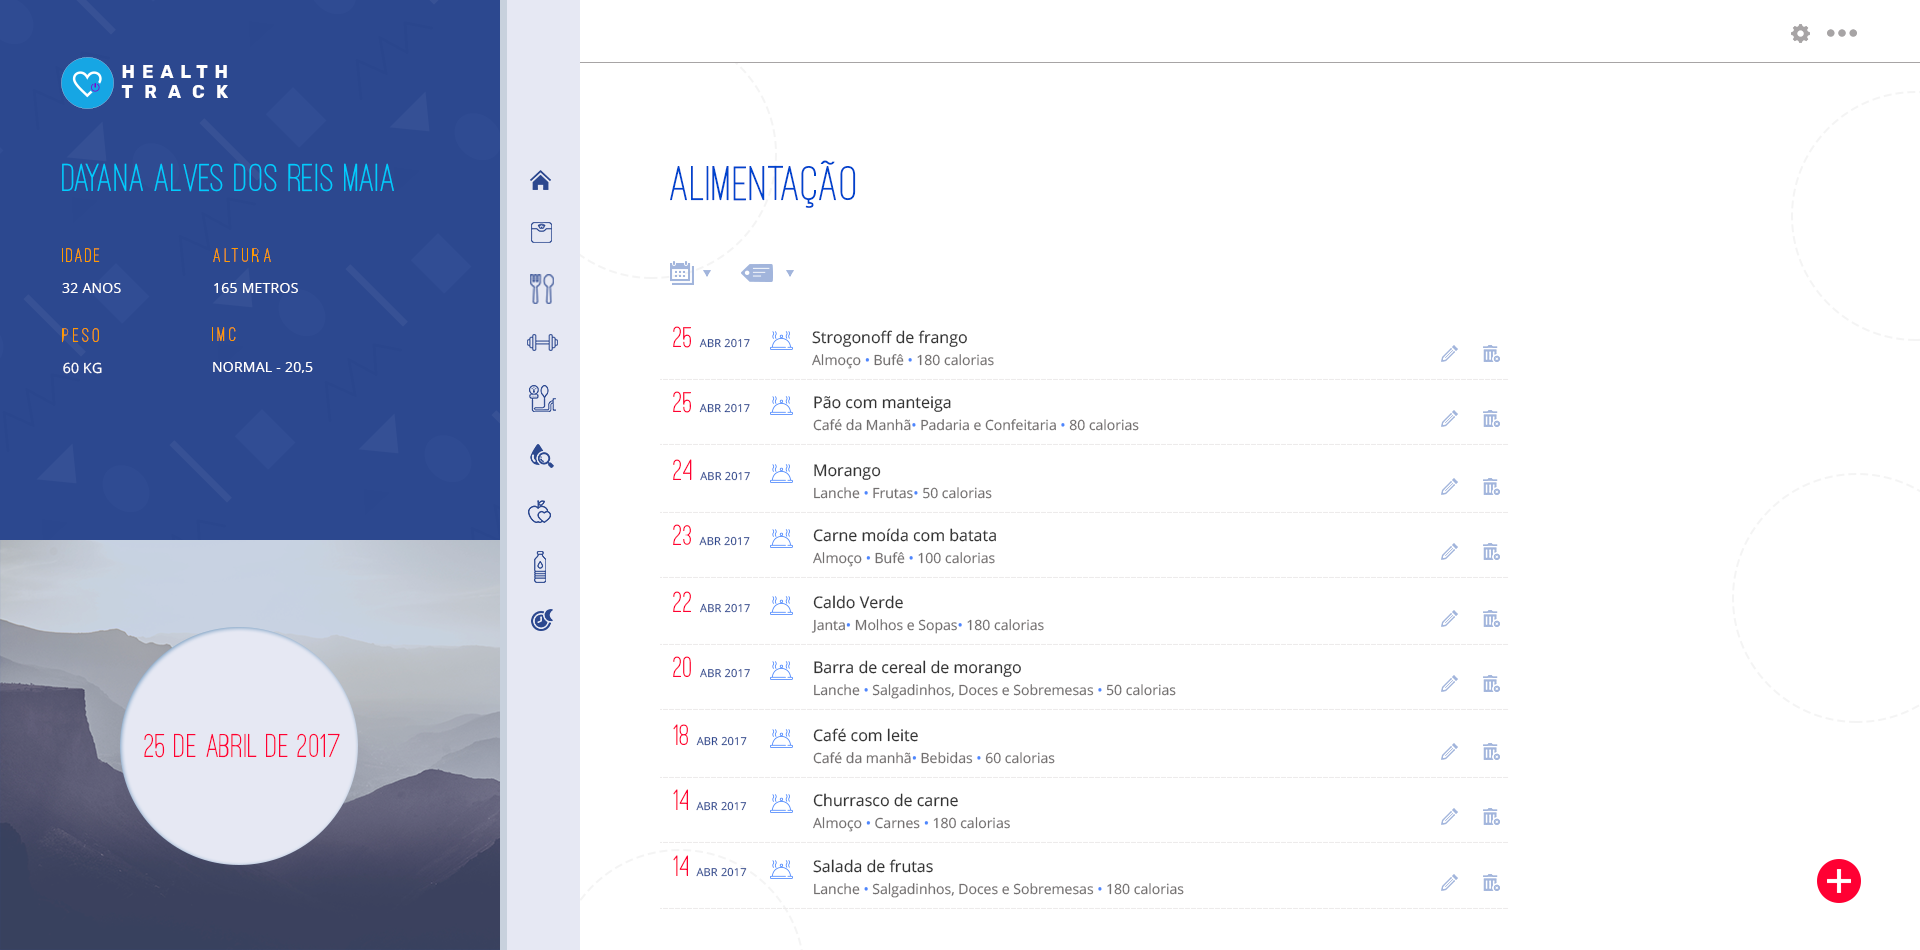 HEALTH
TRACK
DAYANA ALVES DOS REIS MAIA
IDADE
ALTURA
32 ANOS
165 METROS
PESO
IMC
60 KG
NORMAL - 20,5
25 DE ABRIL DE 2017
ALIMENTAÇÃO
25 ABR 2017
Strogonoff de frango
Almoço • Bufê • 180 calorias
25 ABR 2017
Pão com manteiga
Café da Manhã• Padaria e Confeitaria • 80 calorias
24 ABR 2017
Morango
Lanche • Frutas• 50 calorias
23 ABR 2017
Carne moída com batata
Almoço • Bufê • 100 calorias
22 ABR 2017
Caldo Verde
Janta• Molhos e Sopas• 180 calorias
20 ABR 2017
Barra de cereal de morango
Lanche • Salgadinhos, Doces e Sobremesas • 50 calorias
18 ABR 2017
Café com leite
Café da manhã• Bebidas • 60 calorias
14 ABR 2017
Churrasco de carne
Almoço • Carnes • 180 calorias
14 ABR 2017
Salada de frutas
Lanche • Salgadinhos, Doces e Sobremesas • 180 calorias